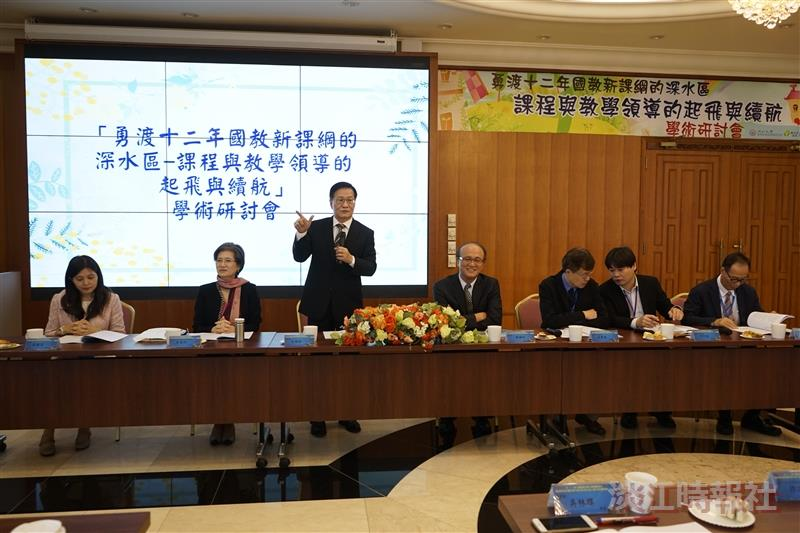 「勇渡十二年國教新課綱的
深水區-課程與教學領導的
起飛與續航」
學術研討會
勇渡十二年國教新課綱的深水區
課程與教學領導的起飛與續航
學術研討會
淡江時報社